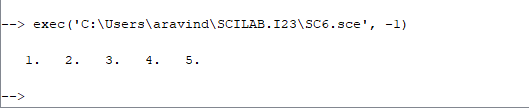 --> exec('C:\Users\aravind\SCILAB.I23\SC6.sce', -1)
1. 2. 3. 4. 5.
-->